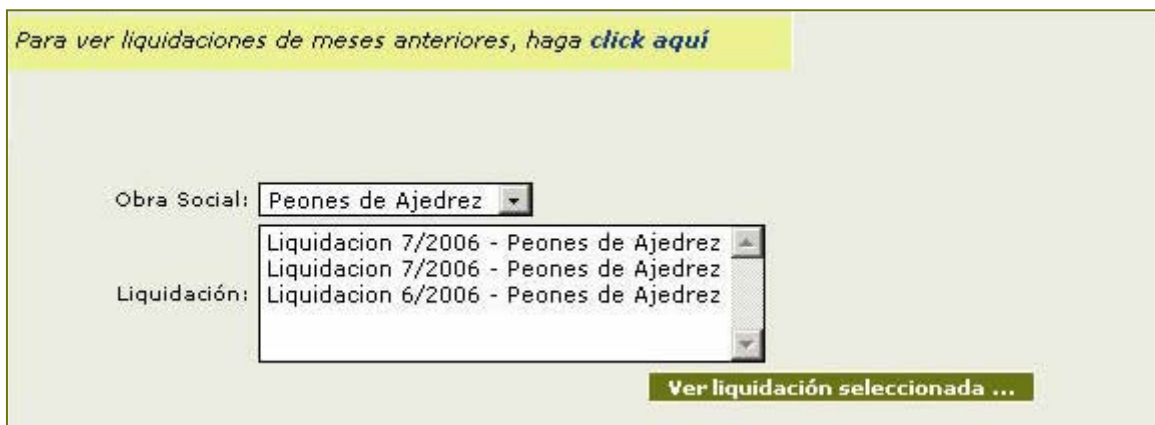 Para ver liquidaciones de meses anteriores, haga click aquí
Obra Social: Peones de Ajedrez
Liquidacion 7/2006 - Peones de Ajedrez
Liquidacion 7/2006 - Peones de Ajedrez
Liquidación: Liquidacion 6/2006 - Peones de Ajedrez
Ver liquidación seleccionada ...